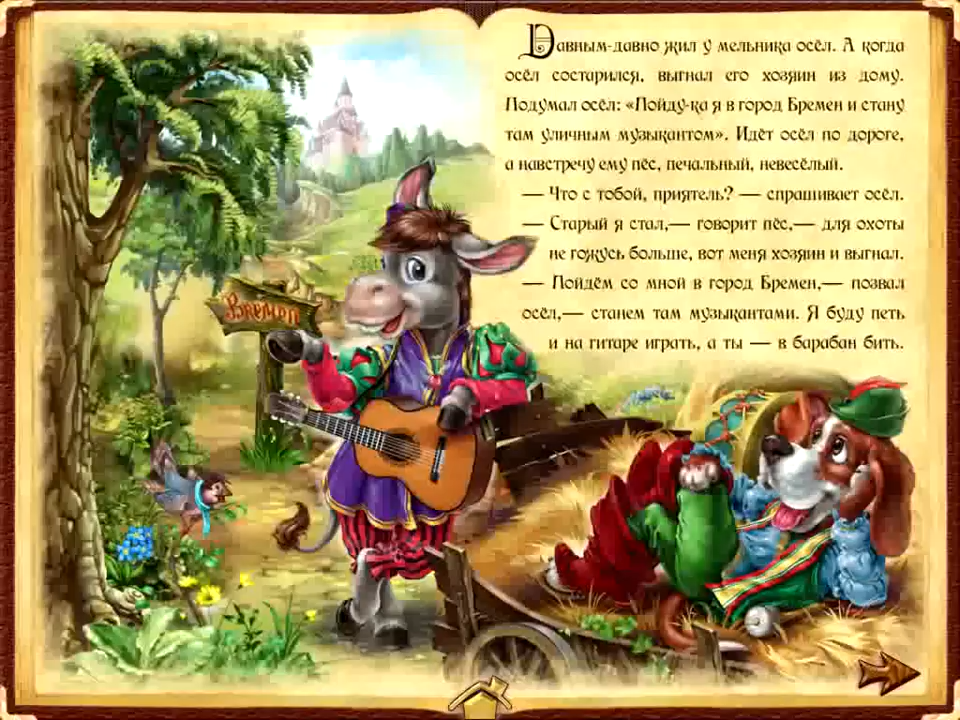 Bremen
Давным-давно жил у мельника осёл. А когда
осёл состарился, выгнал его хозяин из дому.
Подумал осёл: «Пойду-ка я в город Бремен и стану
там уличным музыкантом». Идёт осёл по дороге,
а навстречу ему пёс, печальный, невесёлый.
— Что с тобой, приятель? — спрашивает осёл.
— Старый я стал,— говорит пёс,— для охоты
не гожусь больше, вот меня хозяин и выгнал.
— Пойдём со мной в город Бремен,— позвал
осёл,— станем там музыкантами. Я буду петь
и на гитаре играть, а ты — в барабан бить.